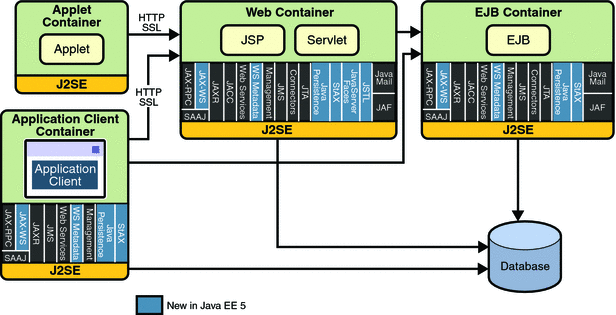 Applet
Container
Applet
J2SE
HTTP
SSL
HTTP
SSL
Web Container
JSP
Servlet
JAX-RPC
JAX-WS
SAAJ
JAXR
JACC
Web Services
WS Metadata
Management
JMS
Connectors
JTA
Java
Persistence
SIAX
JavaServer
Faces
JSTL
Java
Mail
JAF
J2SE
EJB Container
EJB
JAX-RPC
JAX-WS
SAAJ
JAXR
JACC
Web Services
WS Metadata
Management
JMS
Connectors
JTA
Java
Persistence
SIAX
Java
Mail
JAF
J2SE
Application Client
Container
Application
Client
JAX-RPC
JAX-WS
SAAJ
JAXR
JMS
Web Services
WS Metadata
Management
Java
Persistence
SIAX
J2SE
Database
New in Java EE 5